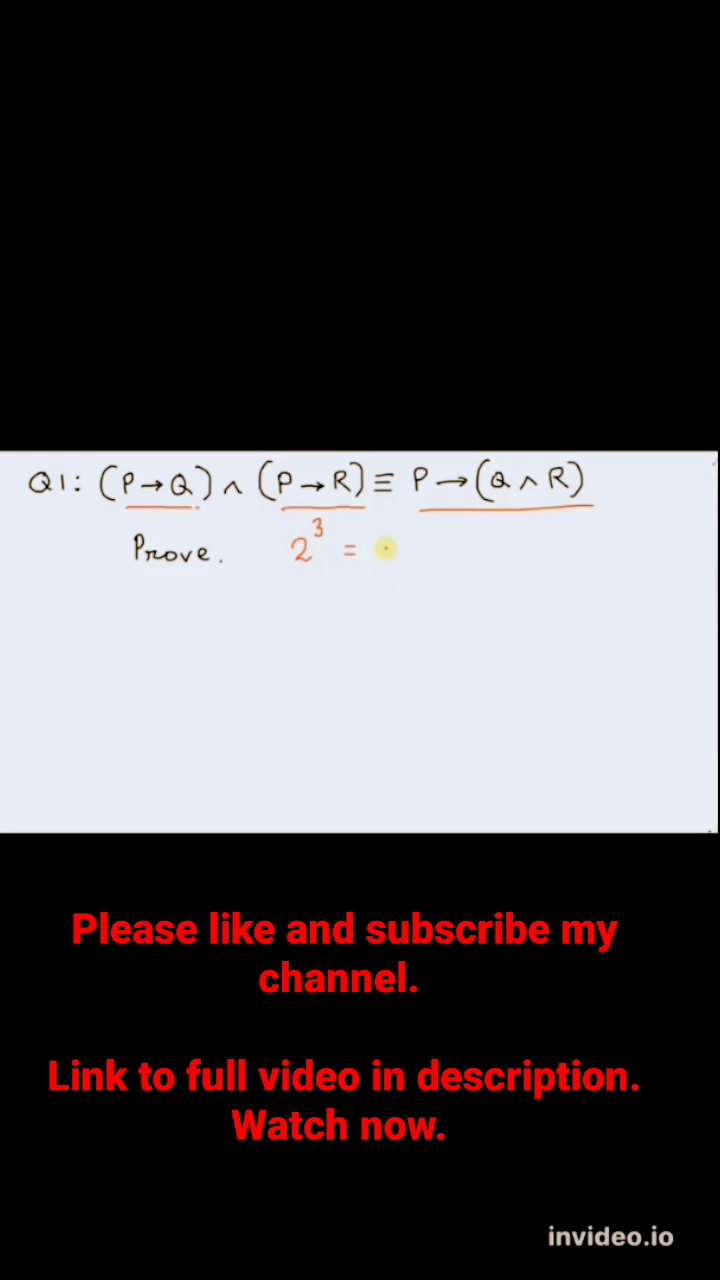 Q1: (P→Q) ∧ (P→R) ≡ P→(Q ∧ R)
Prove. 2³ =
Please like and subscribe my
channel.
Link to full video in description.
Watch now.
invideo.io